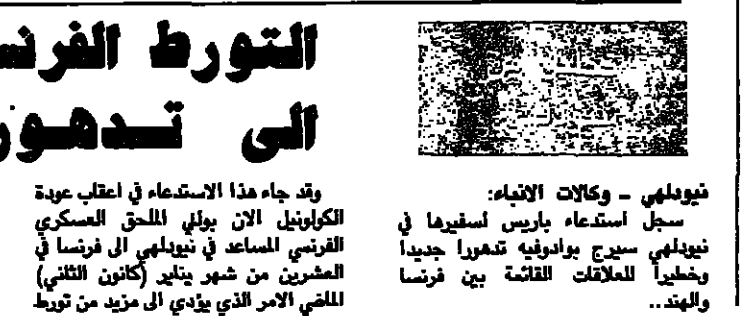 التورط الفرنس
الى تدهور
نيودلهي - وكالات الانباء:
سجل استدعاء باريس لسفيرها في
نيودلهي سيرج بوادوفيه تدهورا جديدا
وخطيرا للعلاقات القائمة بين فرنسا
والهند..
وقد جاء هذا الاستدعاء في اعقاب عودة
الكولونيل الان بولني الملحق العسكري
الفرنسي المساعد في نيودلهي الى فرنسا في
العشرين من شهر يناير (كانون الثاني)
الماضي الامر الذي يؤدي الى مزيد من تورط